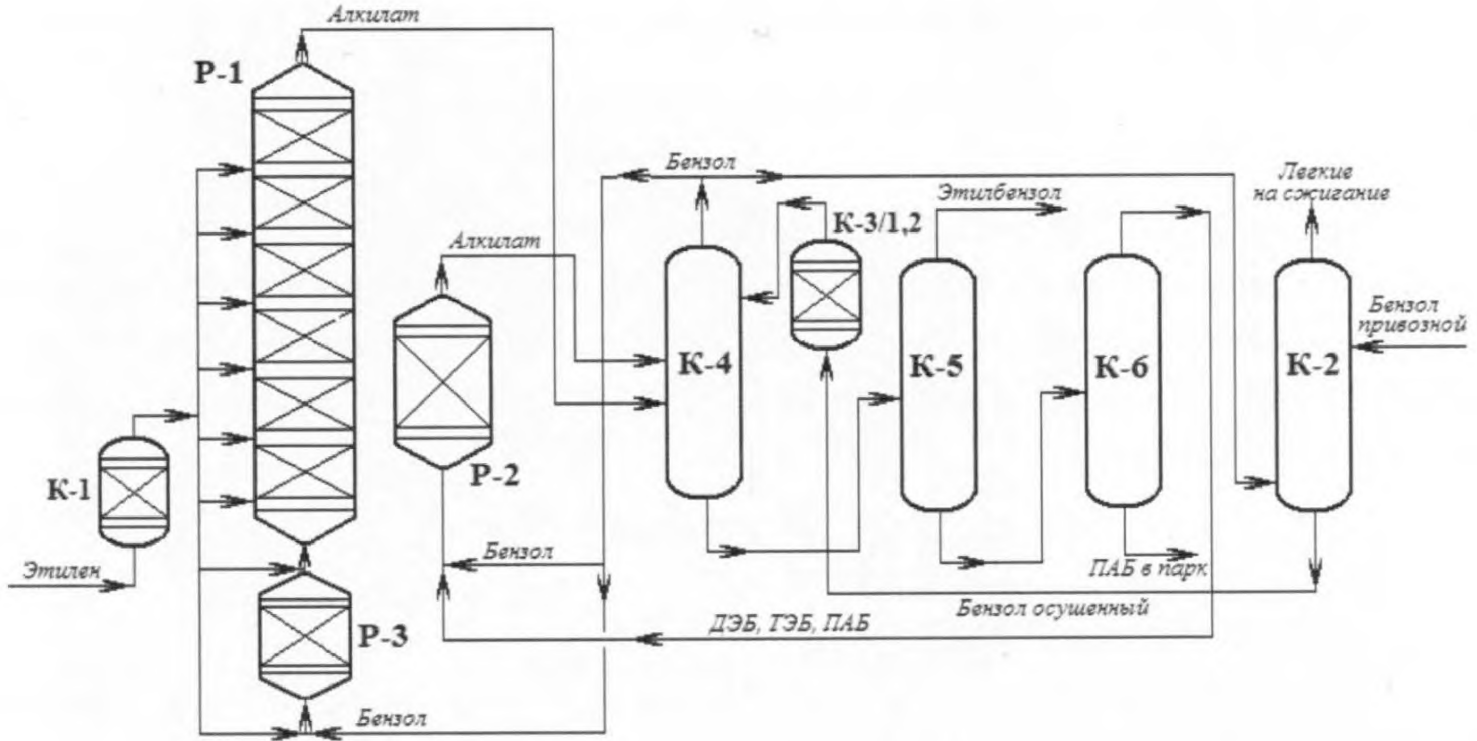 Алкилат
Р-1
Бензол
Легкие
на сжигание
Этилбензол
К-3/1,2
Алкилат
Бензол
привозной
К-4
К-5
К-6
К-2
Р-2
К-1
Этилен
Бензол
ПАБ в парк
Бензол осушенный
ДЭБ, ТЭБ, ПАБ
Р-3
Бензол